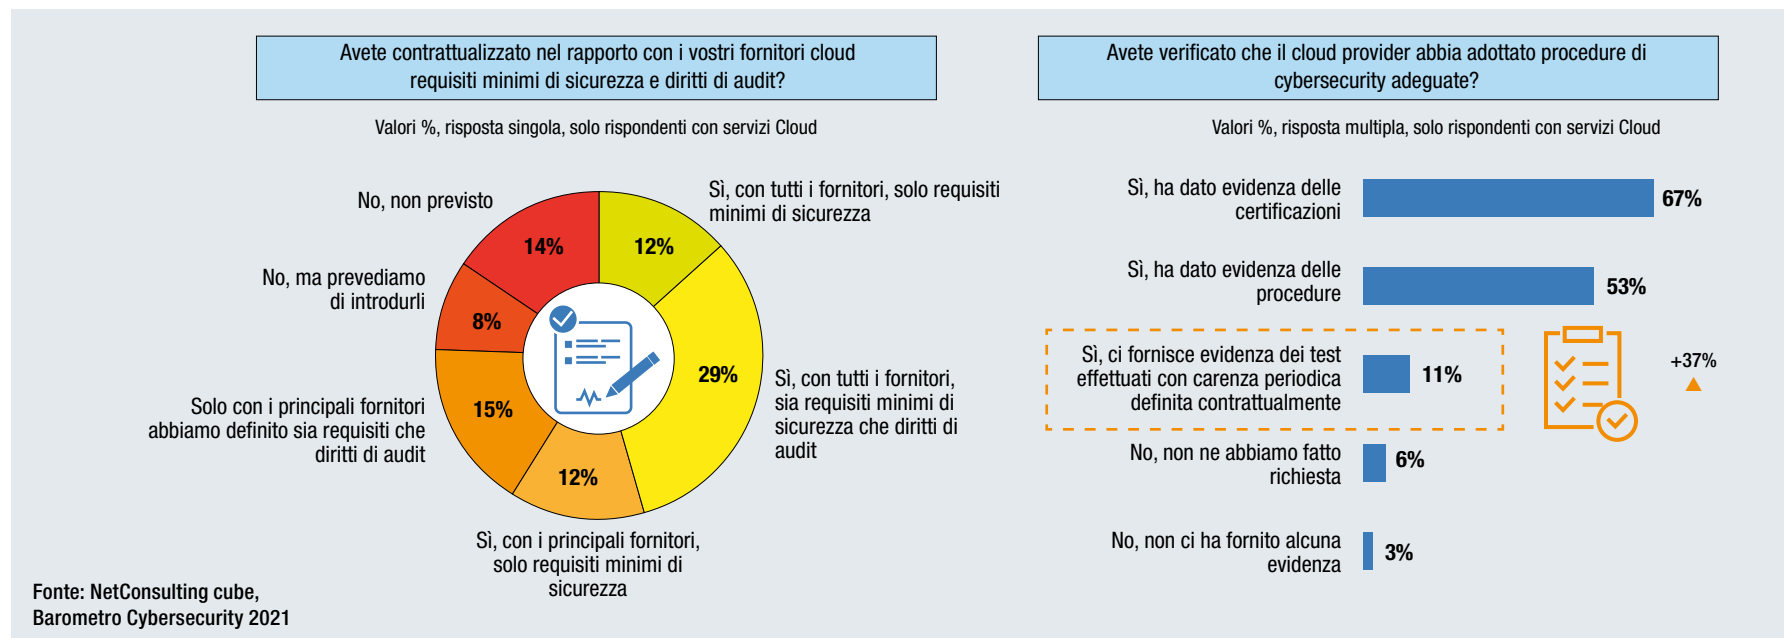 Avete contrattualizzato nel rapporto con i vostri fornitori cloud
requisiti minimi di sicurezza e diritti di audit?
Valori %, risposta singola, solo rispondenti con servizi Cloud
No, non previsto
14%
Sì, con tutti i fornitori, solo requisiti
minimi di sicurezza
12%
No, ma prevediamo
di introdurli
8%
29%
Sì, con tutti i fornitori,
sia requisiti minimi di
sicurezza che diritti di
audit
Solo con i principali fornitori
abbiamo definito sia requisiti che
diritti di audit
15%
12%
Sì, con i principali fornitori,
solo requisiti minimi di
sicurezza
Avete verificato che il cloud provider abbia adottato procedure di
cybersecurity adeguate?
Valori %, risposta multipla, solo rispondenti con servizi Cloud
Sì, ha dato evidenza delle
certificazioni
67%
Sì, ha dato evidenza delle
procedure
53%
Sì, ci fornisce evidenza dei test
effettuati con carenza periodica
definita contrattualmente
11%
+37%
No, non ne abbiamo fatto
richiesta
6%
No, non ci ha fornito alcuna
evidenza
3%
Fonte: NetConsulting cube,
Barometro Cybersecurity 2021